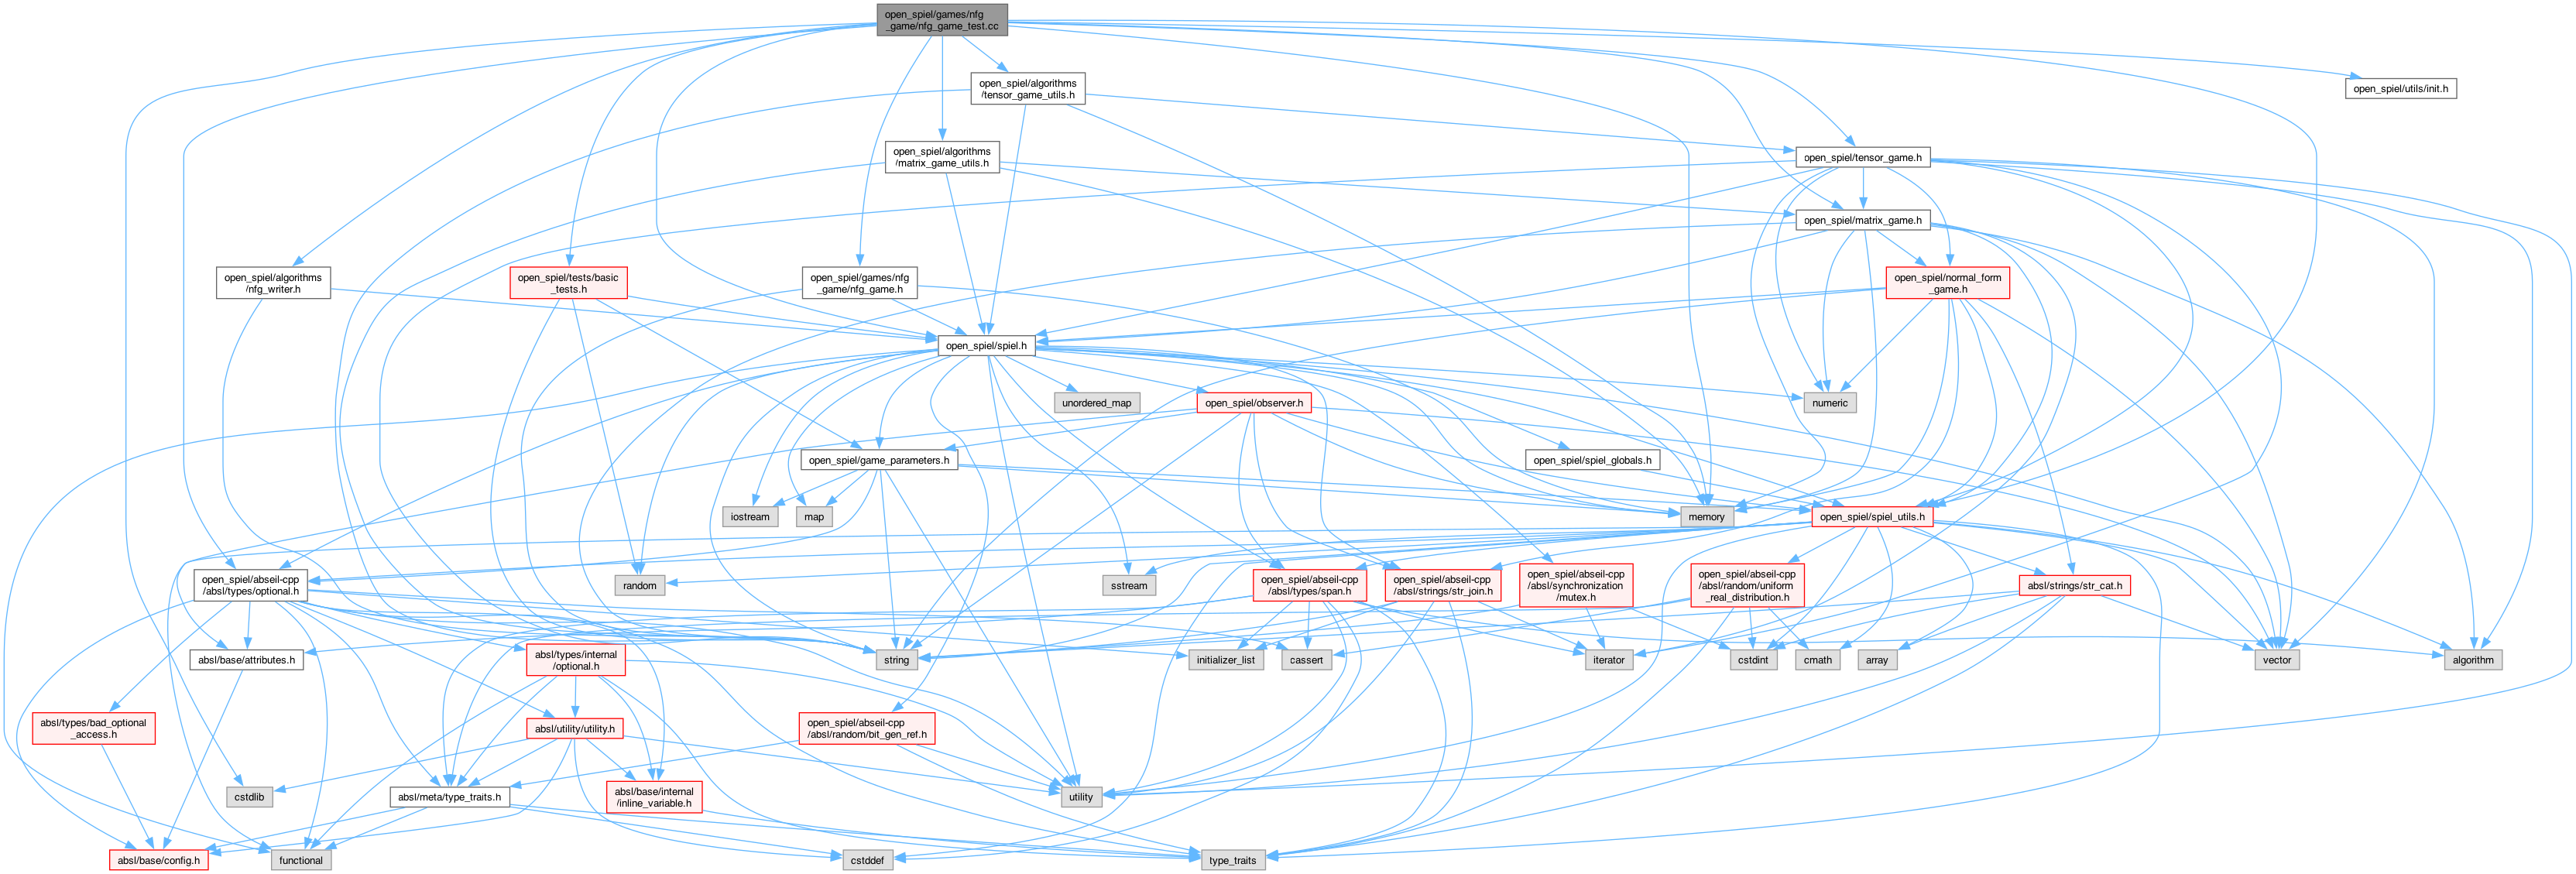 open_spiel/games/nfg
_game/nfg_game_test.cc
open_spiel/algorithms
/tensor_game_utils.h
open_spiel/utils/init.h
open_spiel/algorithms
/matrix_game_utils.h
open_spiel/tensor_game.h
open_spiel/matrix_game.h
open_spiel/algorithms
/nfg_writer.h
open_spiel/tests/basic
_tests.h
open_spiel/games/nfg
_game/nfg_game.h
open_spiel/normal_form
_game.h
open_spiel/spiel.h
unordered_map
open_spiel/observer.h
numeric
open_spiel/game_parameters.h
open_spiel/spiel_globals.h
iostream
map
memory
open_spiel/spiel_utils.h
open_spiel/abseil-cpp
/absl/types/optional.h
random
sstream
open_spiel/abseil-cpp
/absl/types/span.h
open_spiel/abseil-cpp
/absl/strings/str_join.h
open_spiel/abseil-cpp
/absl/synchronization
/mutex.h
open_spiel/abseil-cpp
/absl/random/uniform
_real_distribution.h
absl/strings/str_cat.h
absl/base/attributes.h
absl/types/internal
/optional.h
string
initializer_list
cassert
iterator
cstdint
cmath
array
vector
algorithm
absl/types/bad_optional
_access.h
absl/utility/utility.h
open_spiel/abseil-cpp
/absl/random/bit_gen_ref.h
cstdlib
absl/meta/type_traits.h
absl/base/internal
/inline_variable.h
utility
absl/base/config.h
functional
cstddef
type_traits